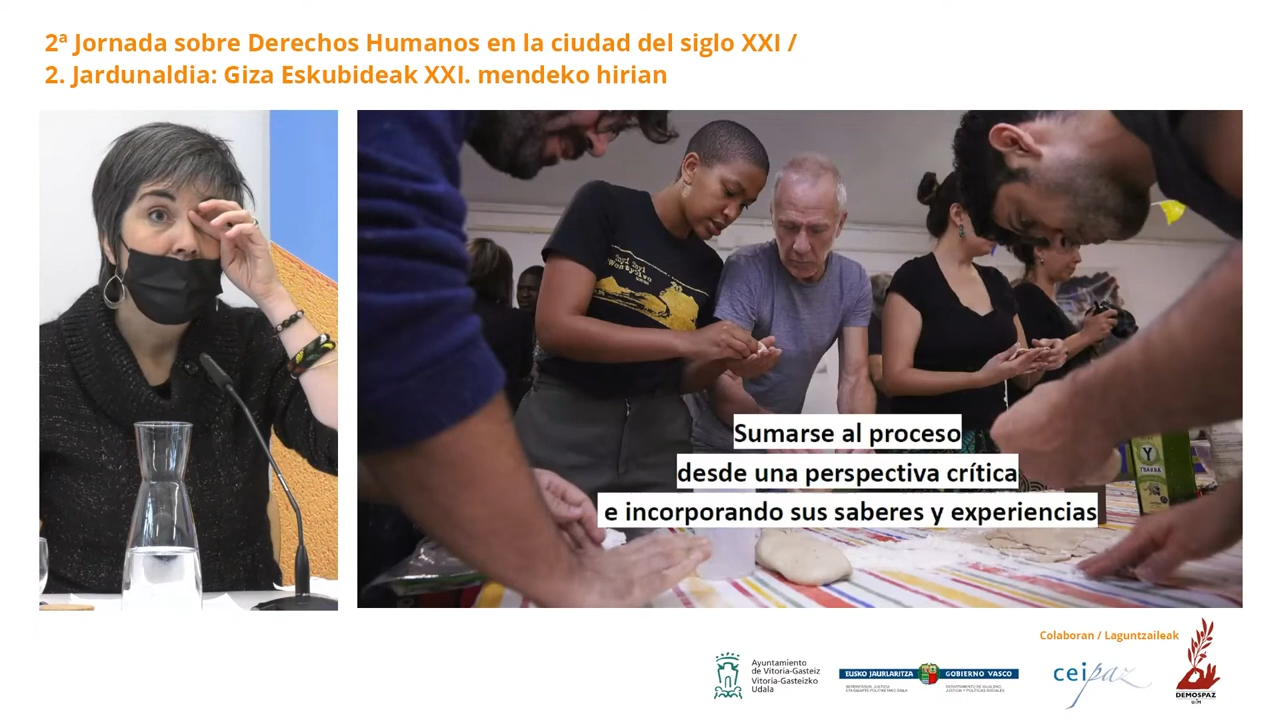 2ª Jornada sobre Derechos Humanos en la ciudad del siglo XXI /
2. Jardunaldia: Giza Eskubideak XXI. mendeko hirian
Sumarse al proceso
desde una perspectiva crítica
e incorporando sus saberes y experiencias
YBARRA
Colaboran / Laguntzaileak
Ayuntamiento
de Vitoria-Gasteiz
Vitoria-Gasteizko
Udala
EUSKO JAURLARITZA
GOBIERNO VASCO
ceipaz
DEMOSPAZ